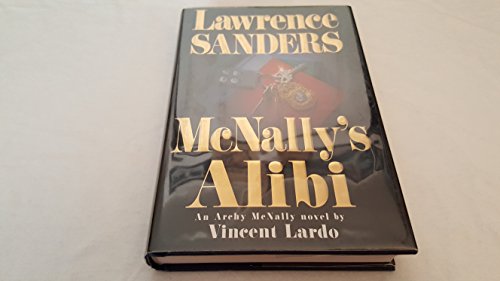 Lawrence
SANDERS
McNally's
Alibi
An Archy McNally novel by
Vincent Lardo